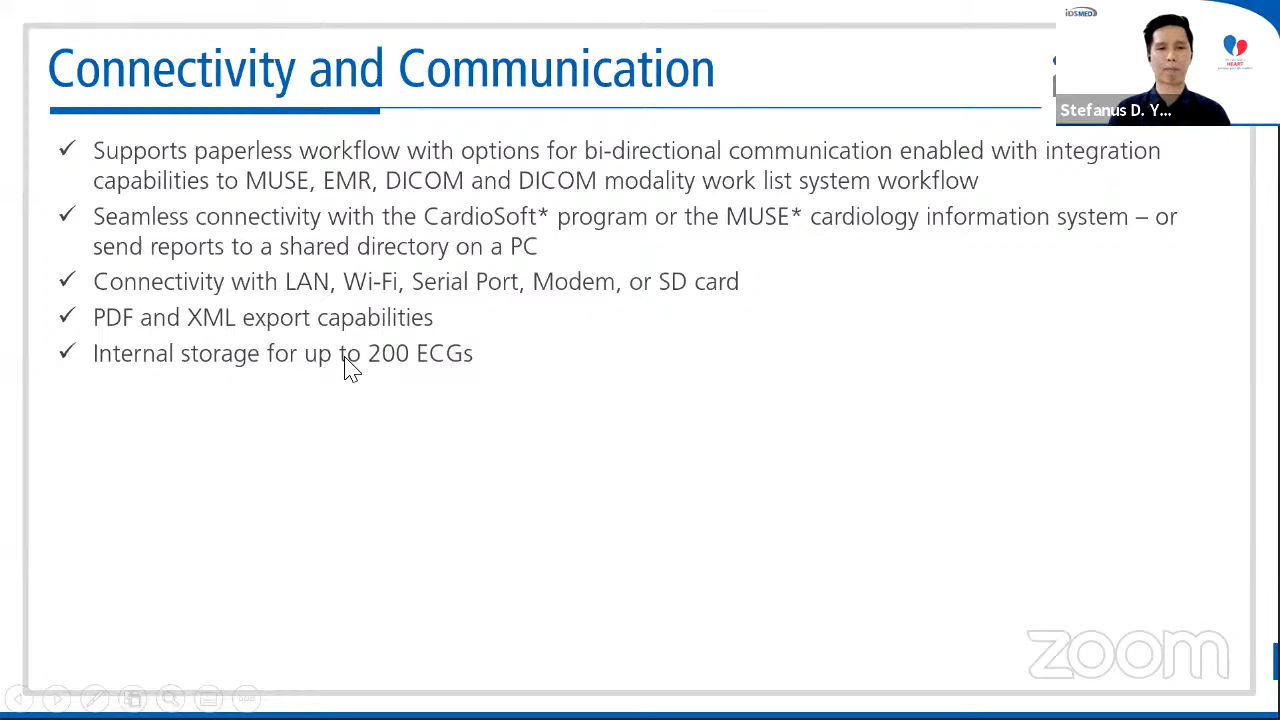 Connectivity and Communication
iDSMED
HEART
Stefanus D. Y...
✓ Supports paperless workflow with options for bi-directional communication enabled with integration
capabilities to MUSE, EMR, DICOM and DICOM modality work list system workflow
✓ Seamless connectivity with the CardioSoft* program or the MUSE* cardiology information system – or
send reports to a shared directory on a PC
✓ Connectivity with LAN, Wi-Fi, Serial Port, Modem, or SD card
✓ PDF and XML export capabilities
✓ Internal storage for up to 200 ECGs
zoom